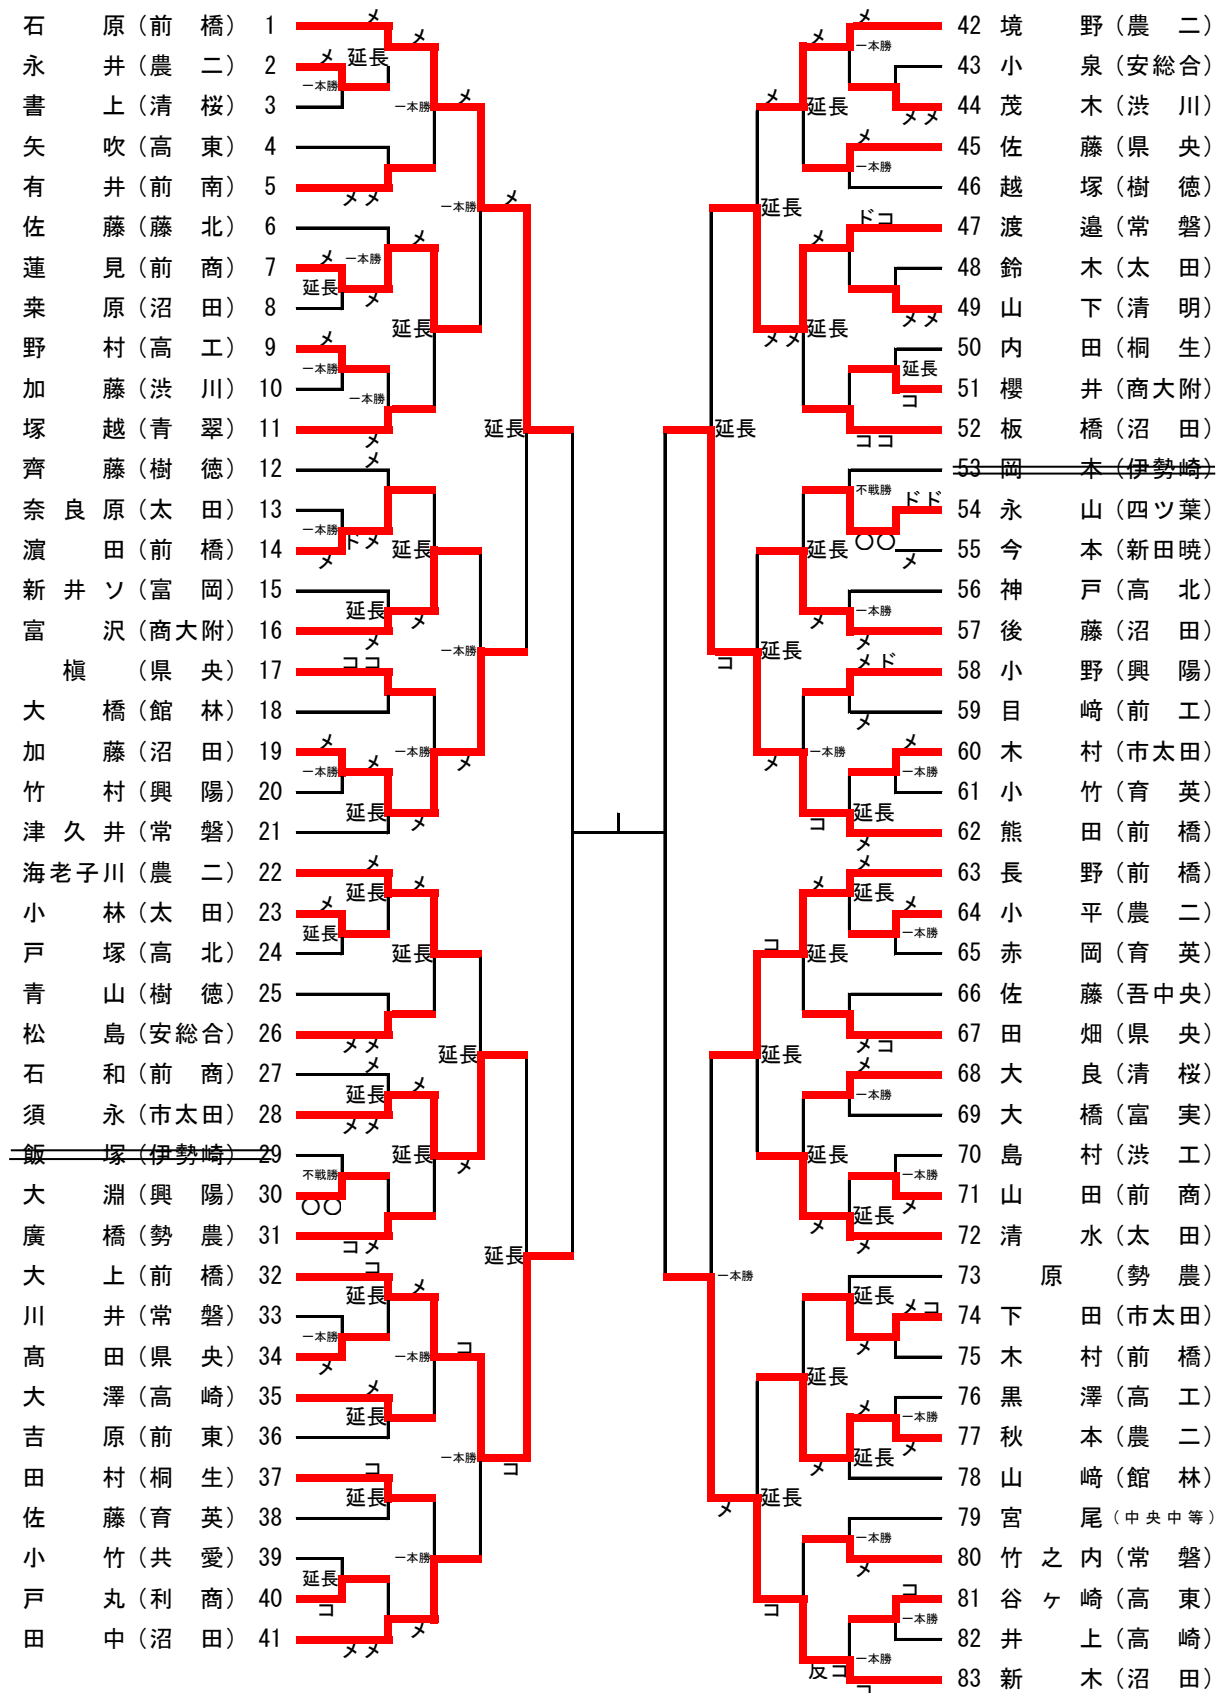 石原（前橋） 1
永井（農二） 2
書上（清桜） 3
矢吹（高東） 4
有井（前南） 5
佐藤（藤北） 6
蓮見（前商） 7
桒原（沼田） 8
野村（高工） 9
加藤（渋川） 10
塚越（青翠） 11
齊藤（樹徳） 12
奈良原（太田） 13
濵田（前橋） 14
新井ソ（富岡） 15
富沢（商大附） 16
槇（県央） 17
大橋（館林） 18
加藤（沼田） 19
竹村（興陽） 20
津久井（常磐） 21
海老子川（農二） 22
小林（太田） 23
戸塚（高北） 24
青山（樹徳） 25
松島（安総合） 26
石和（前商） 27
須永（市太田） 28
飯塚（伊勢崎） 29
大淵（興陽） 30
廣橋（勢農） 31
大上（前橋） 32
川井（常磐） 33
髙田（県央） 34
大澤（高崎） 35
吉原（前東） 36
田村（桐生） 37
佐藤（育英） 38
小竹（共愛） 39
戸丸（利商） 40
田中（沼田） 41
42 境野（農二）
43 小泉（安総合）
44 茂木（渋川）
45 佐藤（県央）
46 越塚（樹徳）
47 渡邉（常磐）
48 鈴木（太田）
49 山下（清明）
50 内田（桐生）
51 櫻井（商大附）
52 板橋（沼田）
53 岡本（伊勢崎）
54 永山（四ツ葉）
55 今本（新田暁）
56 神戸（高北）
57 後藤（沼田）
58 小野（興陽）
59 目﨑（前工）
60 木村（市太田）
61 小竹（育英）
62 熊田（前橋）
63 長野（前橋）
64 小平（農二）
65 赤岡（育英）
66 佐藤（吾中央）
67 田畑（県央）
68 大良（清桜）
69 大橋（富実）
70 島村（渋工）
71 山田（前商）
72 清水（太田）
73 原（勢農）
74 下田（市太田）
75 木村（前橋）
76 黒澤（高工）
77 秋本（農二）
78 山﨑（館林）
79 宮尾（中央中等）
80 竹之内（常磐）
81 谷ヶ崎（高東）
82 井上（高崎）
83 新木（沼田）